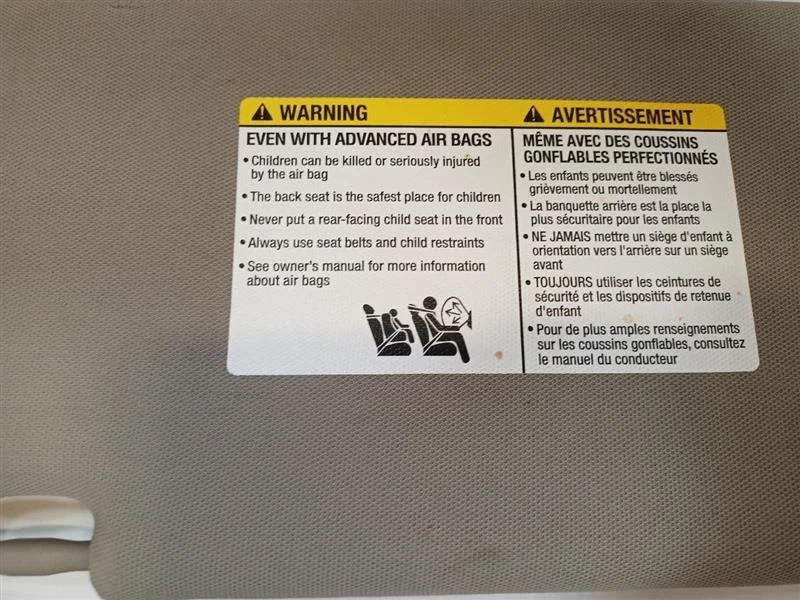 ⚠ WARNING
EVEN WITH ADVANCED AIR BAGS
• Children can be killed or seriously injured
by the air bag
• The back seat is the safest place for children
• Never put a rear-facing child seat in the front
• Always use seat belts and child restraints
• See owner's manual for more information
about air bags
⚠ AVERTISSEMENT
MÊME AVEC DES COUSSINS
GONFLABLES PERFECTIONNÉS
• Les enfants peuvent être blessés
grièvement ou mortellement
• La banquette arrière est la place la
plus sécuritaire pour les enfants
• NE JAMAIS mettre un siège d'enfant à
orientation vers l'arrière sur un siège
avant
• TOUJOURS utiliser les ceintures de
sécurité et les dispositifs de retenue
d'enfant
• Pour de plus amples renseignements
sur les coussins gonflables, consultez
le manuel du conducteur